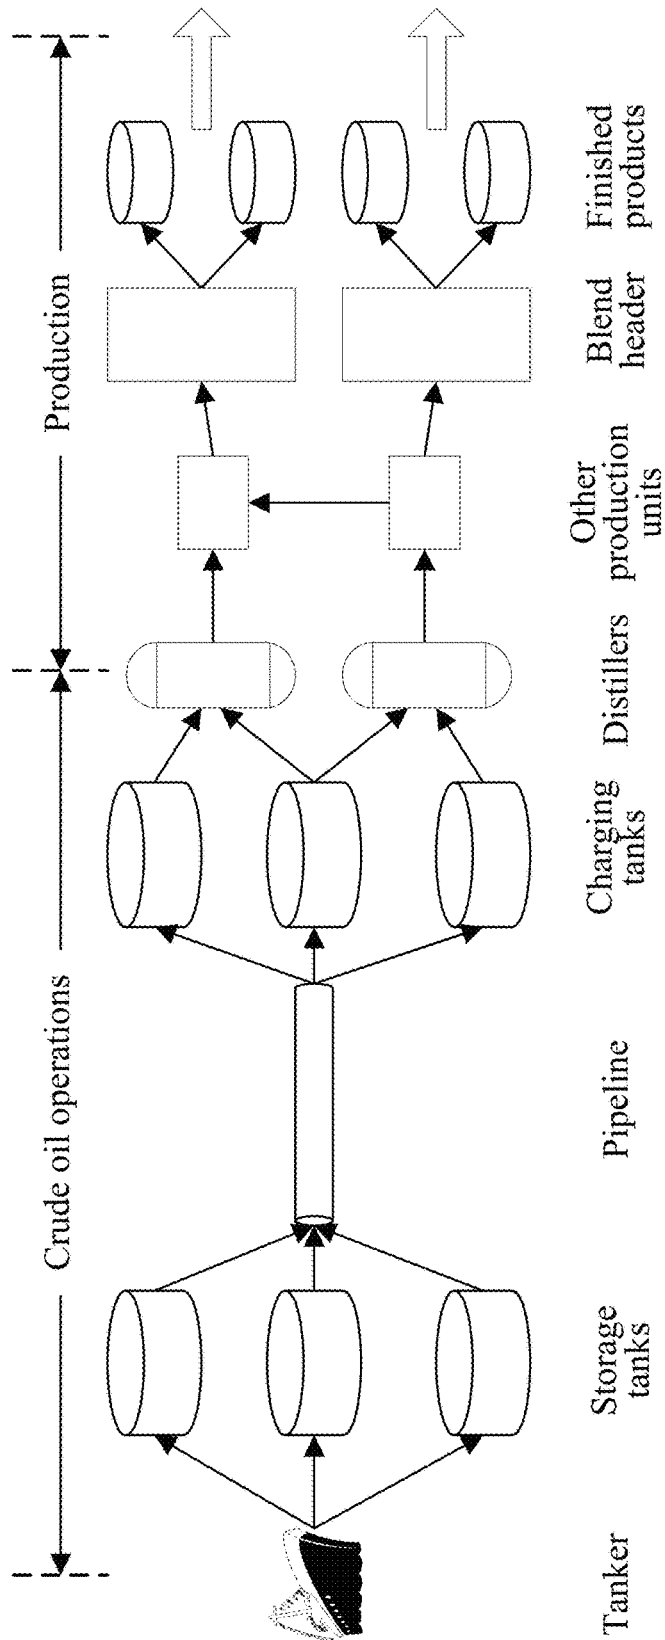 Crude oil operations
Production
Tanker
Storage
tanks
Pipeline
Charging
tanks
Distillers
Other
production
units
Blend
header
Finished
products